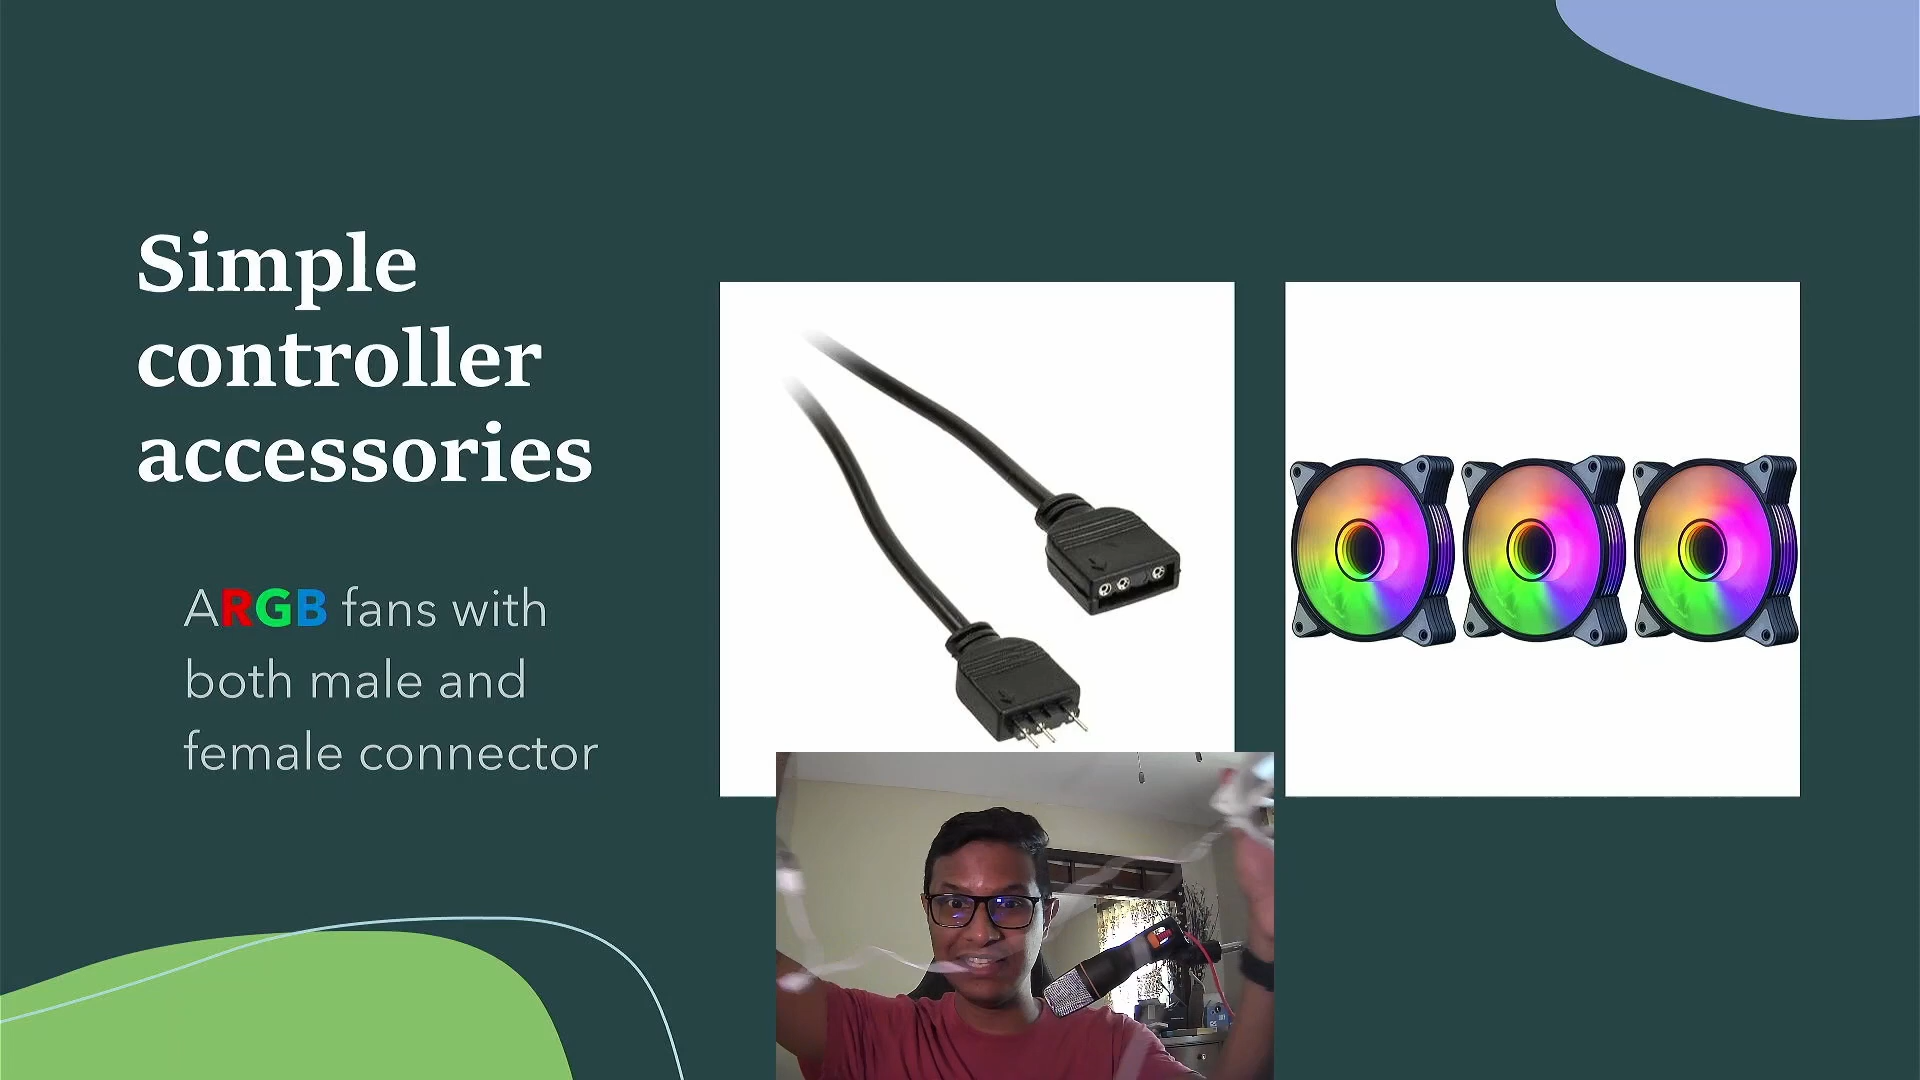 Simple
controller
accessories
ARGB fans with
both male and
female connector